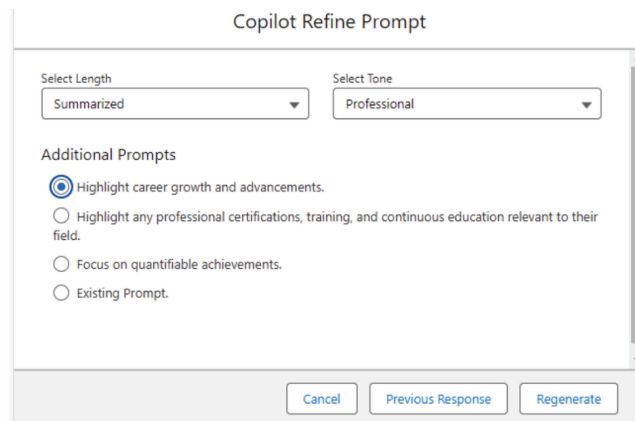 Copilot Refine Prompt
Select Length
Select Tone
Summarized
Professional
Additional Prompts
Highlight career growth and advancements.
Highlight any professional certifications, training, and continuous education relevant to their
field.
Focus on quantifiable achievements.
Existing Prompt.
Cancel
Previous Response
Regenerate